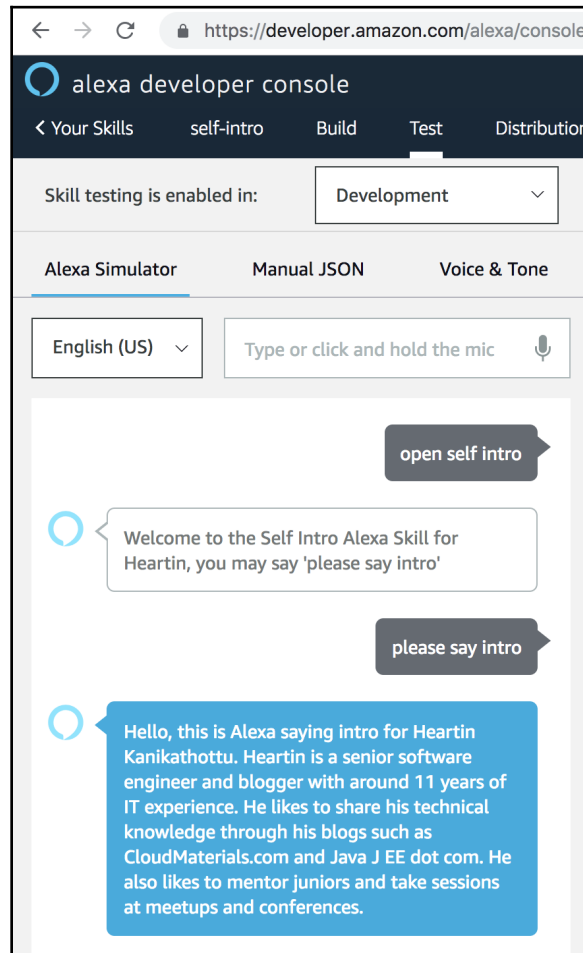 https://developer.amazon.com/alexa/console
alexa developer console
Your Skills self-intro Build Test Distribution
Skill testing is enabled in: Development
Alexa Simulator Manual JSON Voice & Tone
English (US) Type or click and hold the mic
open self intro
Welcome to the Self Intro Alexa Skill for
Heartin, you may say 'please say intro'
please say intro
Hello, this is Alexa saying intro for Heartin
Kanikathottu. Heartin is a senior software
engineer and blogger with around 11 years of
IT experience. He likes to share his technical
knowledge through his blogs such as
CloudMaterials.com and Java J EE dot com. He
also likes to mentor juniors and take sessions
at meetups and conferences.